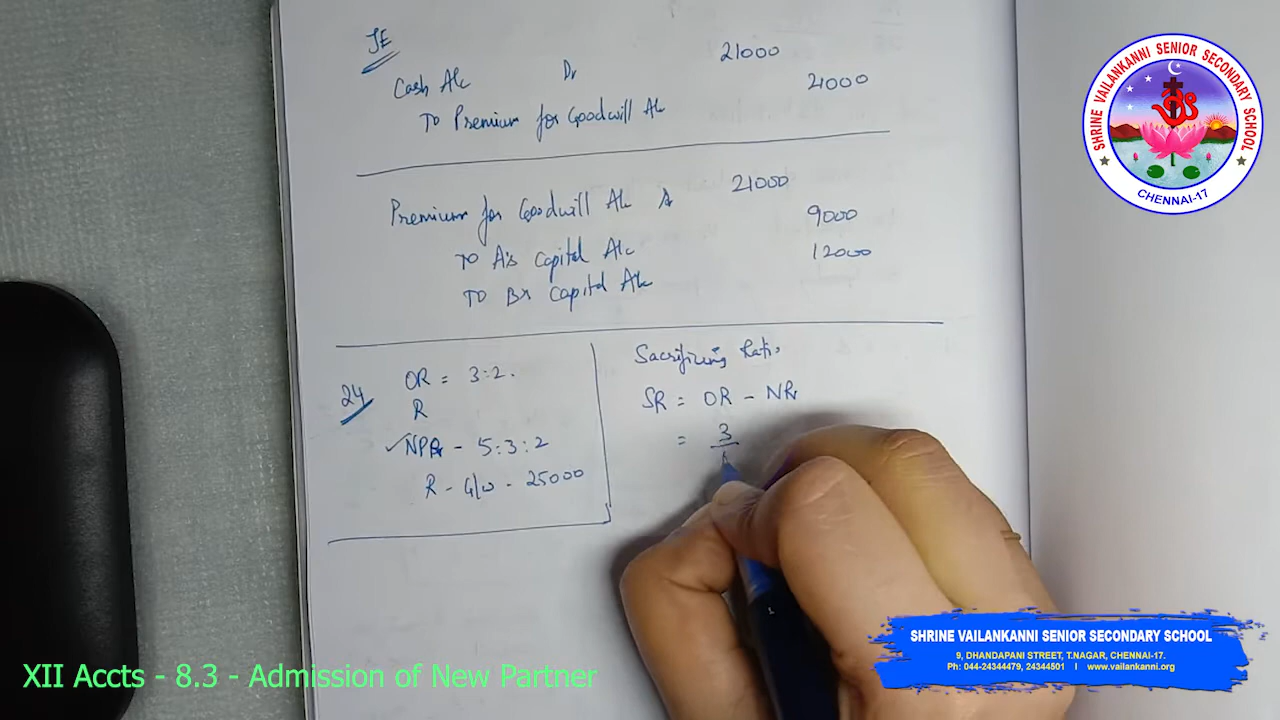 JE
Cash A/c Dr 21000
To Premium for Goodwill A/c 21000
Premium for Goodwill A/c Dr 21000
To A's Capital A/c 9000
To B's Capital A/c 12000
24
OR = 3:2.
R
✓NPR - 5:3:2
R - G/W - 25000
Sacrificing Ratio
SR = OR - NR
= 3
SHRINE VAILANKANNI SENIOR SECONDARY SCHOOL
CHENNAI-17
SHRINE VAILANKANNI SENIOR SECONDARY SCHOOL
9, DHANDAPANI STREET, T.NAGAR, CHENNAI-17.
Ph: 044-24344479, 24344501 I www.vailankanni.org
XII Accts - 8.3 - Admission of New Partner